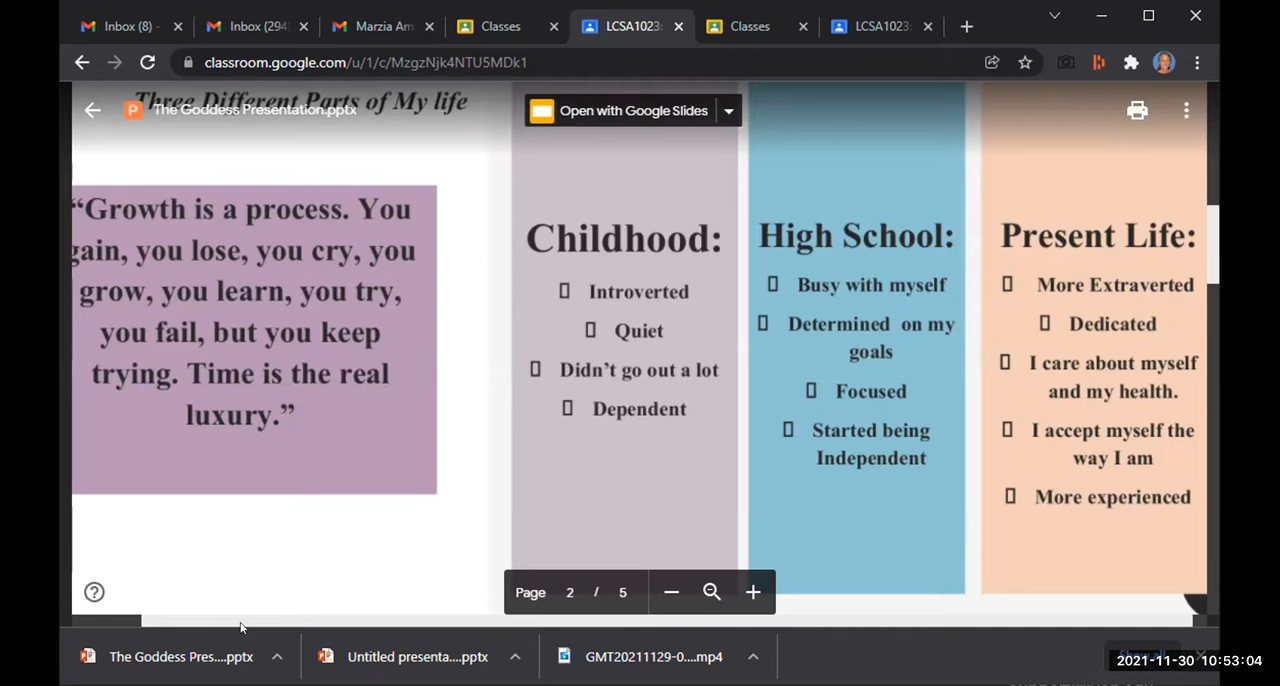 Inbox (8) -
Inbox (294
Marzia Am
Classes
LCSA1023:
Classes
LCSA1023:
classroom.google.com/u/1/c/MzgzNjk4NTU5MDk1
Three Different Parts of My life
The Goddess Presentation.pptx
Open with Google Slides
“Growth is a process. You
gain, you lose, you cry, you
grow, you learn, you try,
you fail, but you keep
trying. Time is the real
luxury.”
Childhood:
Introverted
Quiet
Didn’t go out a lot
Dependent
High School:
Busy with myself
Determined on my
goals
Focused
Started being
Independent
Present Life:
More Extraverted
Dedicated
I care about myself
and my health.
I accept myself the
way I am
More experienced
Page 2 / 5
The Goddess Pres....pptx
Untitled presenta....pptx
GMT20211129-0....mp4
2021-11-30 10:53:04